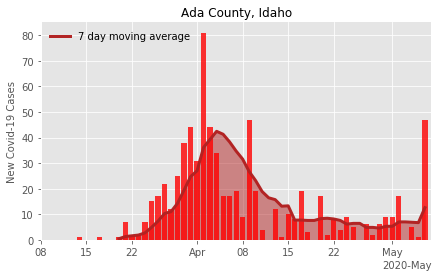 Ada County, Idaho
7 day moving average
New Covid-19 Cases
80
70
60
50
40
30
20
10
0
08 15 22 Apr 08 15 22 May
2020-May